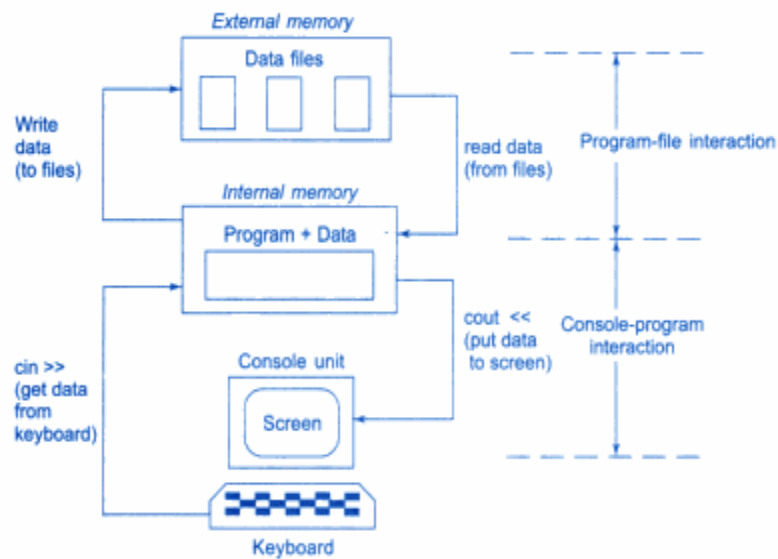 External memory
Data files
Write
data
(to files)
read data
(from files)
Program-file interaction
Internal memory
Program + Data
cout <<
(put data
to screen)
Console-program
interaction
cin >>
(get data
from
keyboard)
Console unit
Screen
Keyboard